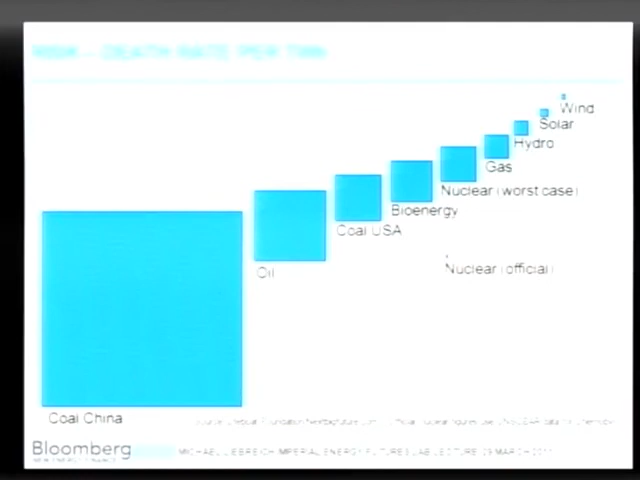 RISK – DEATH RATE PER TWH
Wind
Solar
Hydro
Gas
Nuclear (worst case)
Bioenergy
Coal USA
Nuclear (official)
Oil
Coal China
Bloomberg
MICHAEL LIEBREICH IMPERIAL ENERGY FUTURES LAB LECTURE 29 MARCH